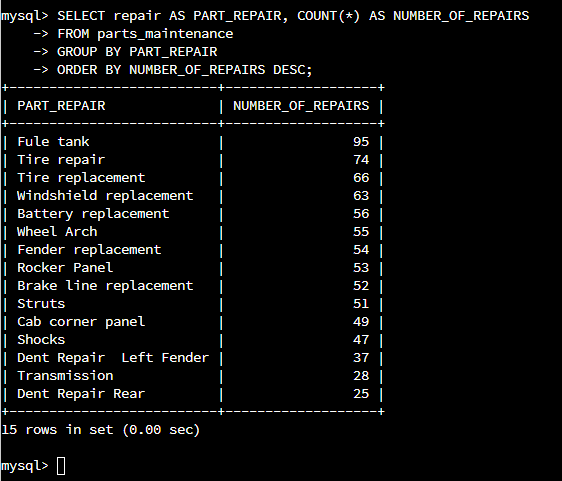 mysql> SELECT repair AS PART_REPAIR, COUNT(*) AS NUMBER_OF_REPAIRS
    -> FROM parts_maintenance
    -> GROUP BY PART_REPAIR
    -> ORDER BY NUMBER_OF_REPAIRS DESC;
+--------------------------+-------------------+
| PART_REPAIR              | NUMBER_OF_REPAIRS |
+--------------------------+-------------------+
| Fule tank                |                95 |
| Tire repair              |                74 |
| Tire replacement         |                66 |
| Windshield replacement   |                63 |
| Battery replacement      |                56 |
| Wheel Arch               |                55 |
| Fender replacement       |                54 |
| Rocker Panel             |                53 |
| Brake line replacement   |                52 |
| Struts                   |                51 |
| Cab corner panel         |                49 |
| Shocks                   |                47 |
| Dent Repair  Left Fender |                37 |
| Transmission             |                28 |
| Dent Repair Rear         |                25 |
+--------------------------+-------------------+
15 rows in set (0.00 sec)

mysql>